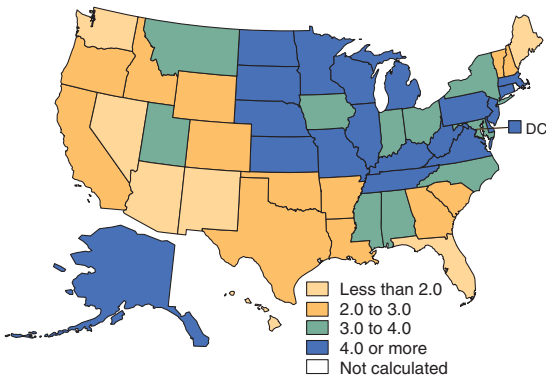 DC
Less than 2.0
2.0 to 3.0
3.0 to 4.0
4.0 or more
Not calculated